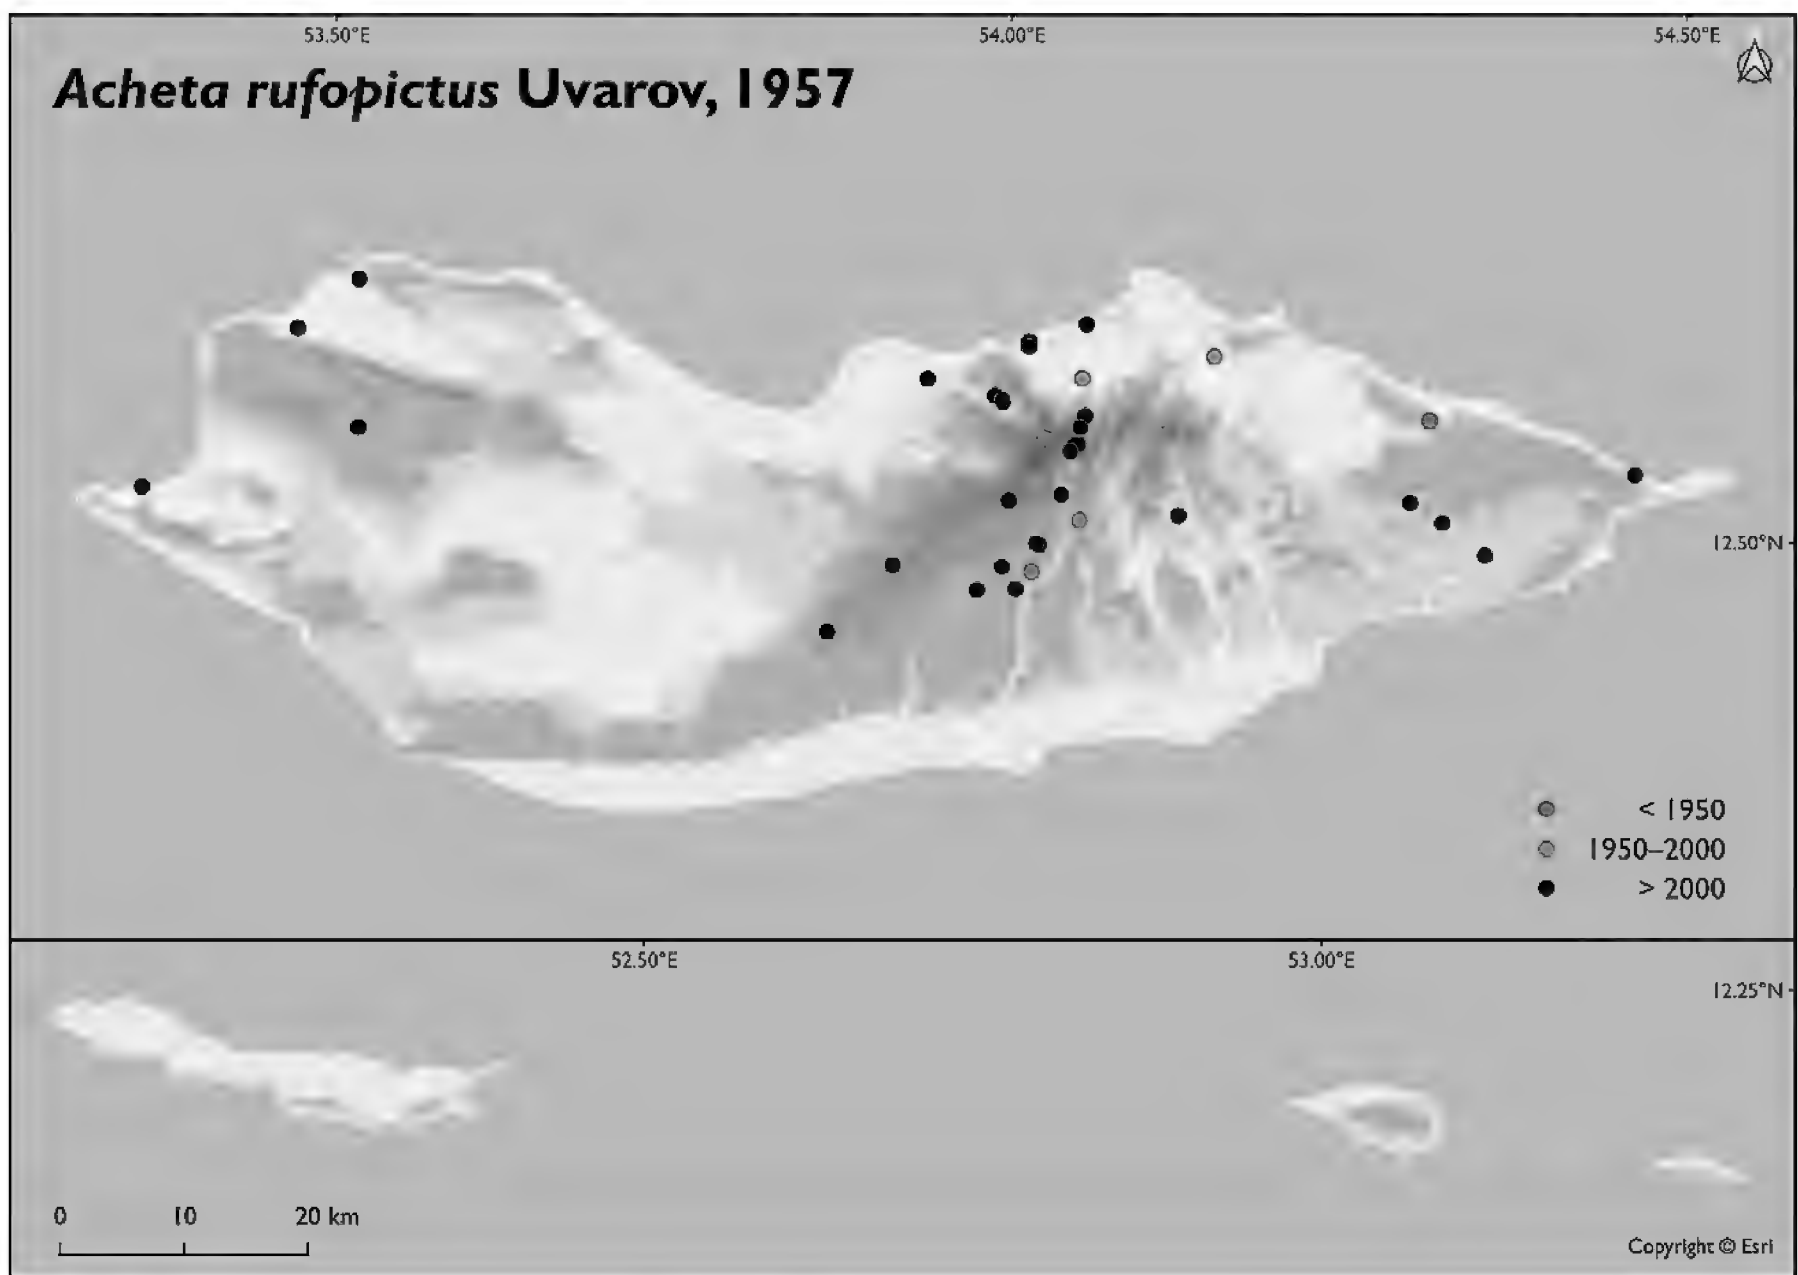 53.50°E 54.00°E 54.50°E
Acheta rufopictus Uvarov, 1957
12.50°N
< 1950
1950–2000
> 2000
52.50°E 53.00°E
12.25°N
0 10 20 km
Copyright © Esri